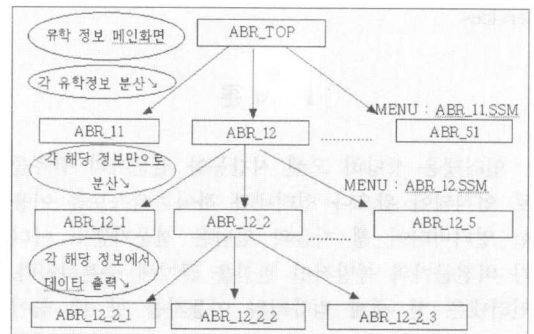 유학 정보 메인화면
ABR_TOP
각 유학정보 분산↘
MENU : ABR_11.SSM
ABR_11
ABR_12
ABR_51
각 해당 정보만으로
분산↘
MENU : ABR_12.SSM
ABR_12_1
ABR_12_2
ABR_12_5
각 해당 정보에서
데이탄 출력↘
ABR_12_2_1
ABR_12_2_2
ABR_12_2_3